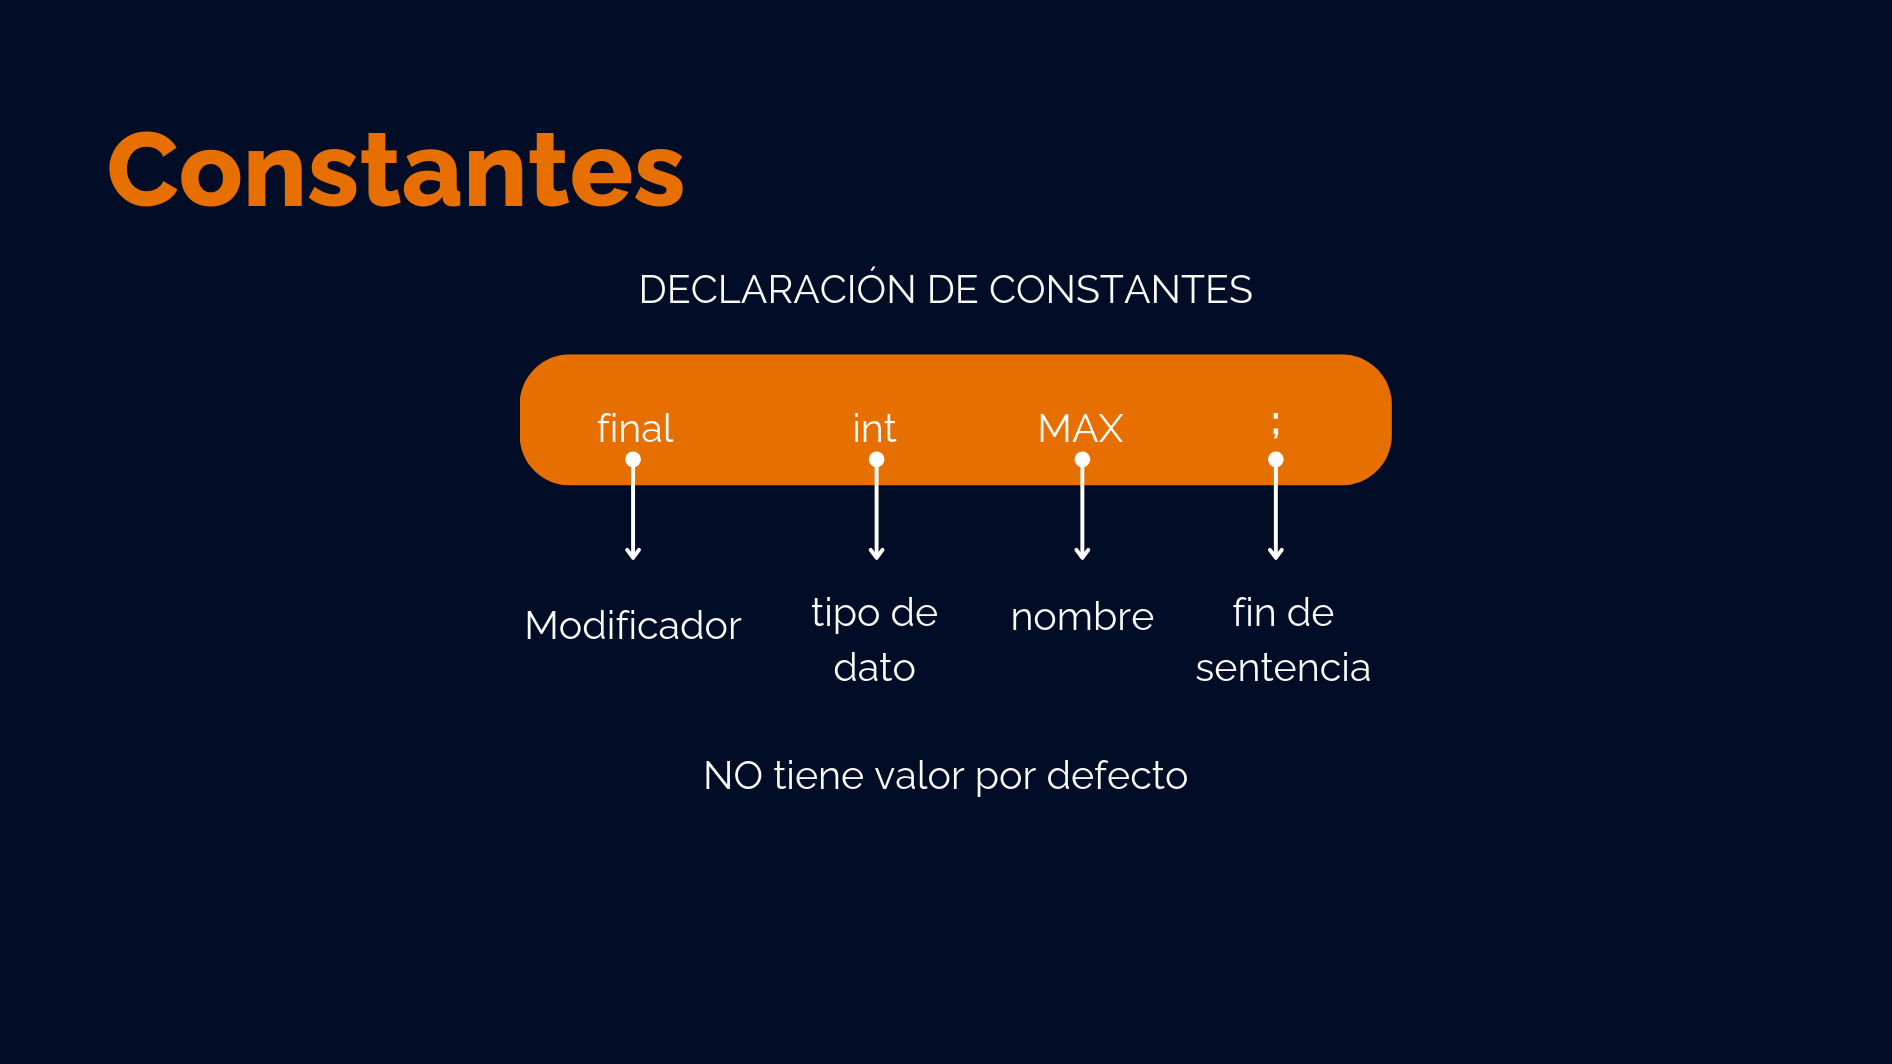 Constantes
DECLARACIÓN DE CONSTANTES
final int MAX ;
Modificador tipo de dato nombre fin de sentencia
NO tiene valor por defecto